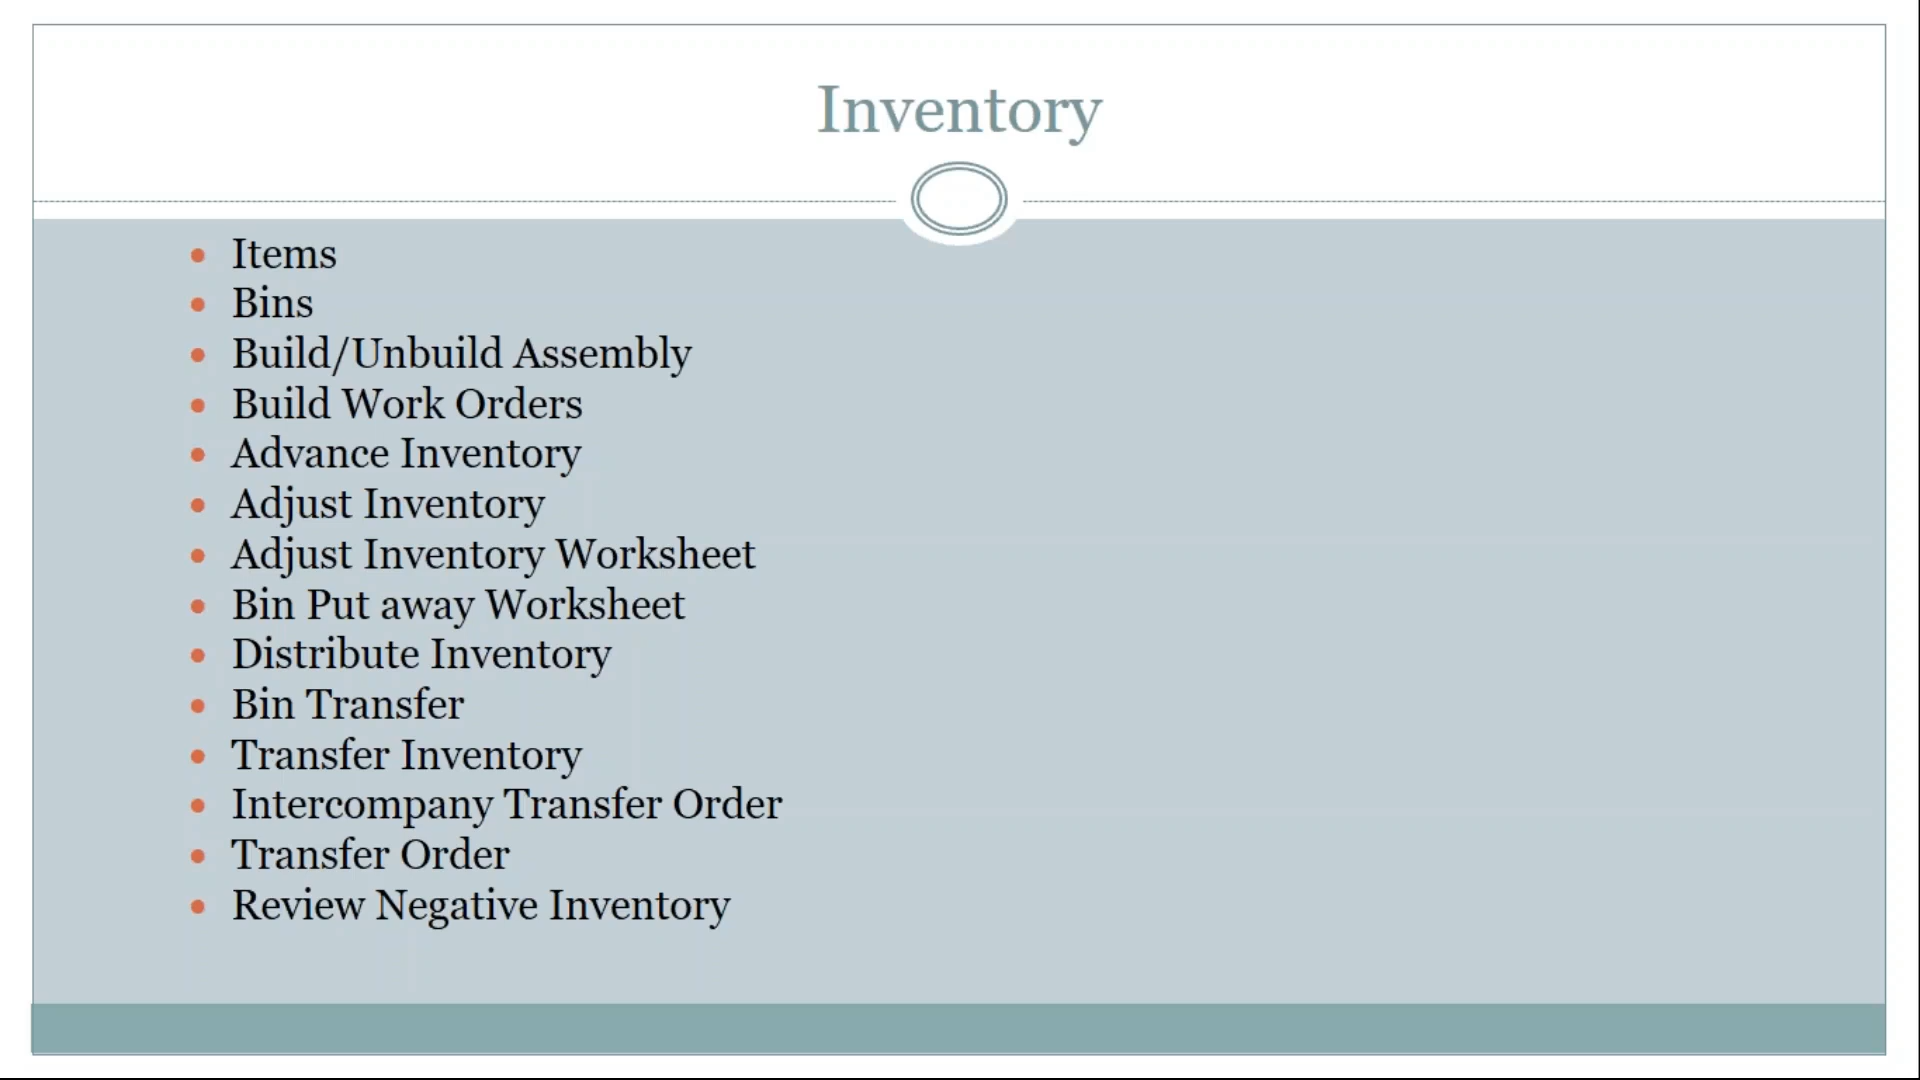 Inventory
• Items
• Bins
• Build/Unbuild Assembly
• Build Work Orders
• Advance Inventory
• Adjust Inventory
• Adjust Inventory Worksheet
• Bin Put away Worksheet
• Distribute Inventory
• Bin Transfer
• Transfer Inventory
• Intercompany Transfer Order
• Transfer Order
• Review Negative Inventory